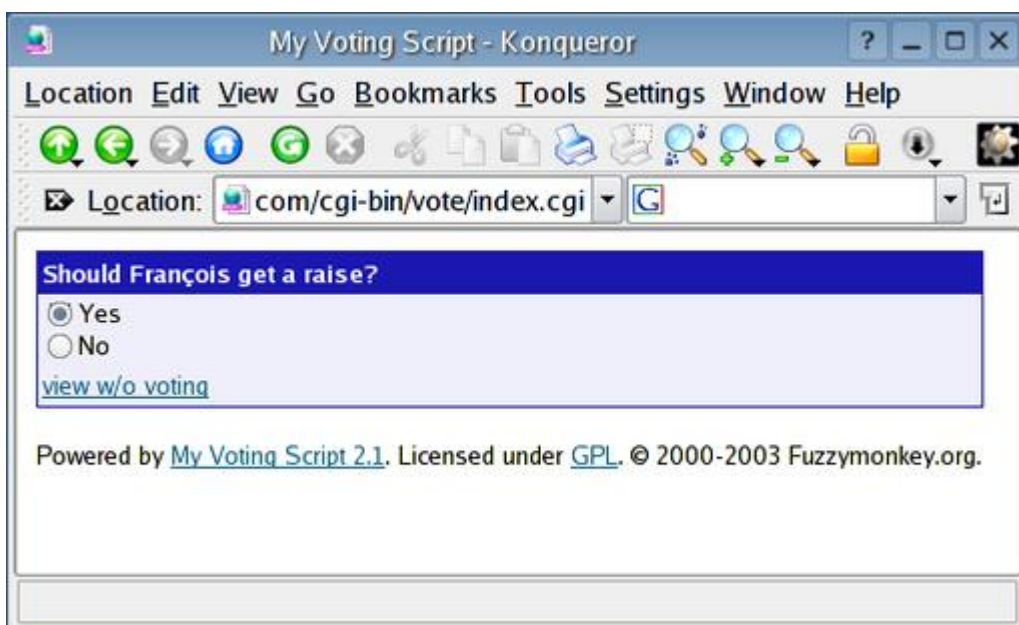 My Voting Script - Konqueror
Location Edit View Go Bookmarks Tools Settings Window Help
Location: com/cgi-bin/vote/index.cgi
Should François get a raise?
Yes
No
view w/o voting
Powered by My Voting Script 2.1. Licensed under GPL. © 2000-2003 Fuzzymonkey.org.